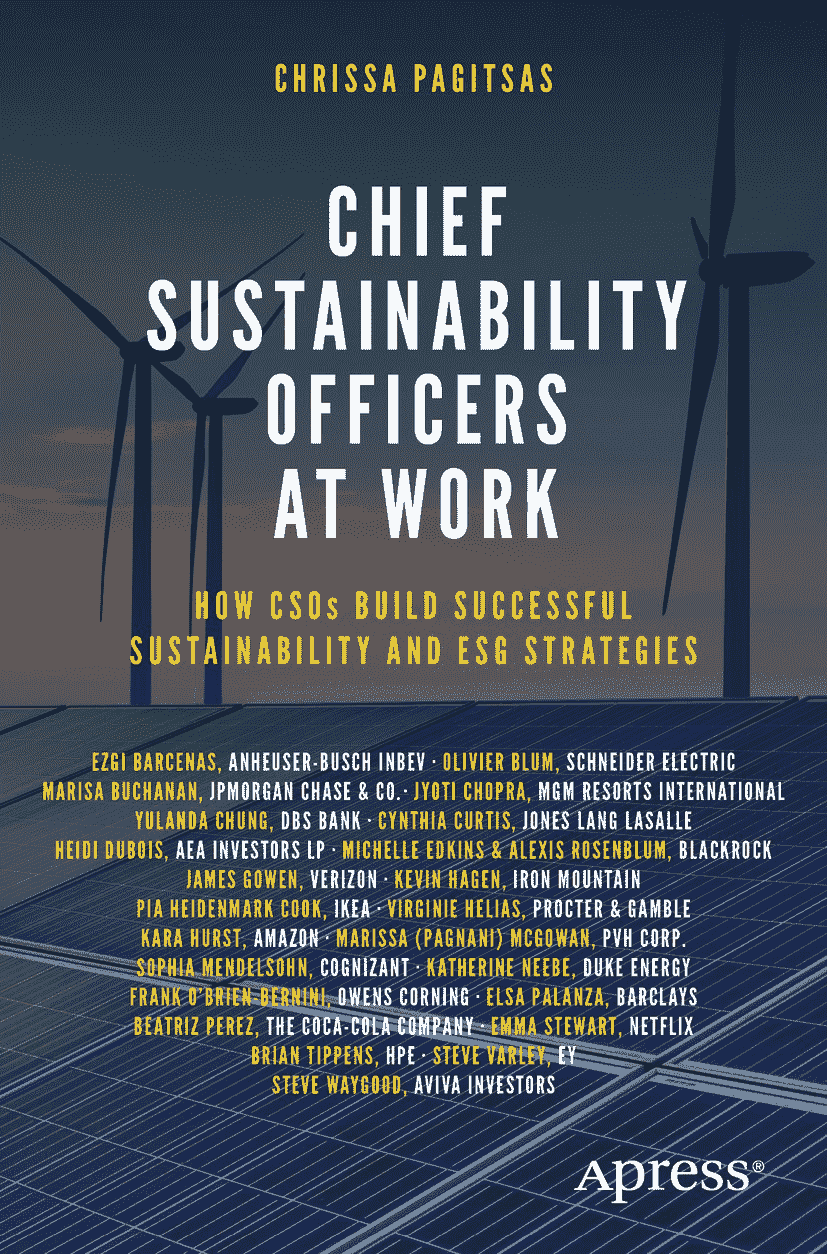 CHRISSA PAGITSAS
CHIEF
SUSTAINABILITY
OFFICERS
AT WORK
HOW CSOs BUILD SUCCESSFUL
SUSTAINABILITY AND ESG STRATEGIES
EZGI BARCENAS, ANHEUSER-BUSCH INBEV · OLIVIER BLUM, SCHNEIDER ELECTRIC
MARISA BUCHANAN, JPMORGAN CHASE & CO.· JYOTI CHOPRA, MGM RESORTS INTERNATIONAL
YULANDA CHUNG, DBS BANK · CYNTHIA CURTIS, JONES LANG LASALLE
HEIDI DUBOIS, AEA INVESTORS LP · MICHELLE EDKINS & ALEXIS ROSENBLUM, BLACKROCK
JAMES GOWEN, VERIZON · KEVIN HAGEN, IRON MOUNTAIN
PIA HEIDENMARK COOK, IKEA · VIRGINIE HELIAS, PROCTER & GAMBLE
KARA HURST, AMAZON · MARISSA (PAGNANI) MCGOWAN, PVH CORP.
SOPHIA MENDELSOHN, COGNIZANT · KATHERINE NEEBE, DUKE ENERGY
FRANK O'BRIEN-BERNINI, OWENS CORNING · ELSA PALANZA, BARCLAYS
BEATRIZ PEREZ, THE COCA-COLA COMPANY · EMMA STEWART, NETFLIX
BRIAN TIPPENS, HPE · STEVE VARLEY, EY
STEVE WAYGOOD, AVIVA INVESTORS
Apress®